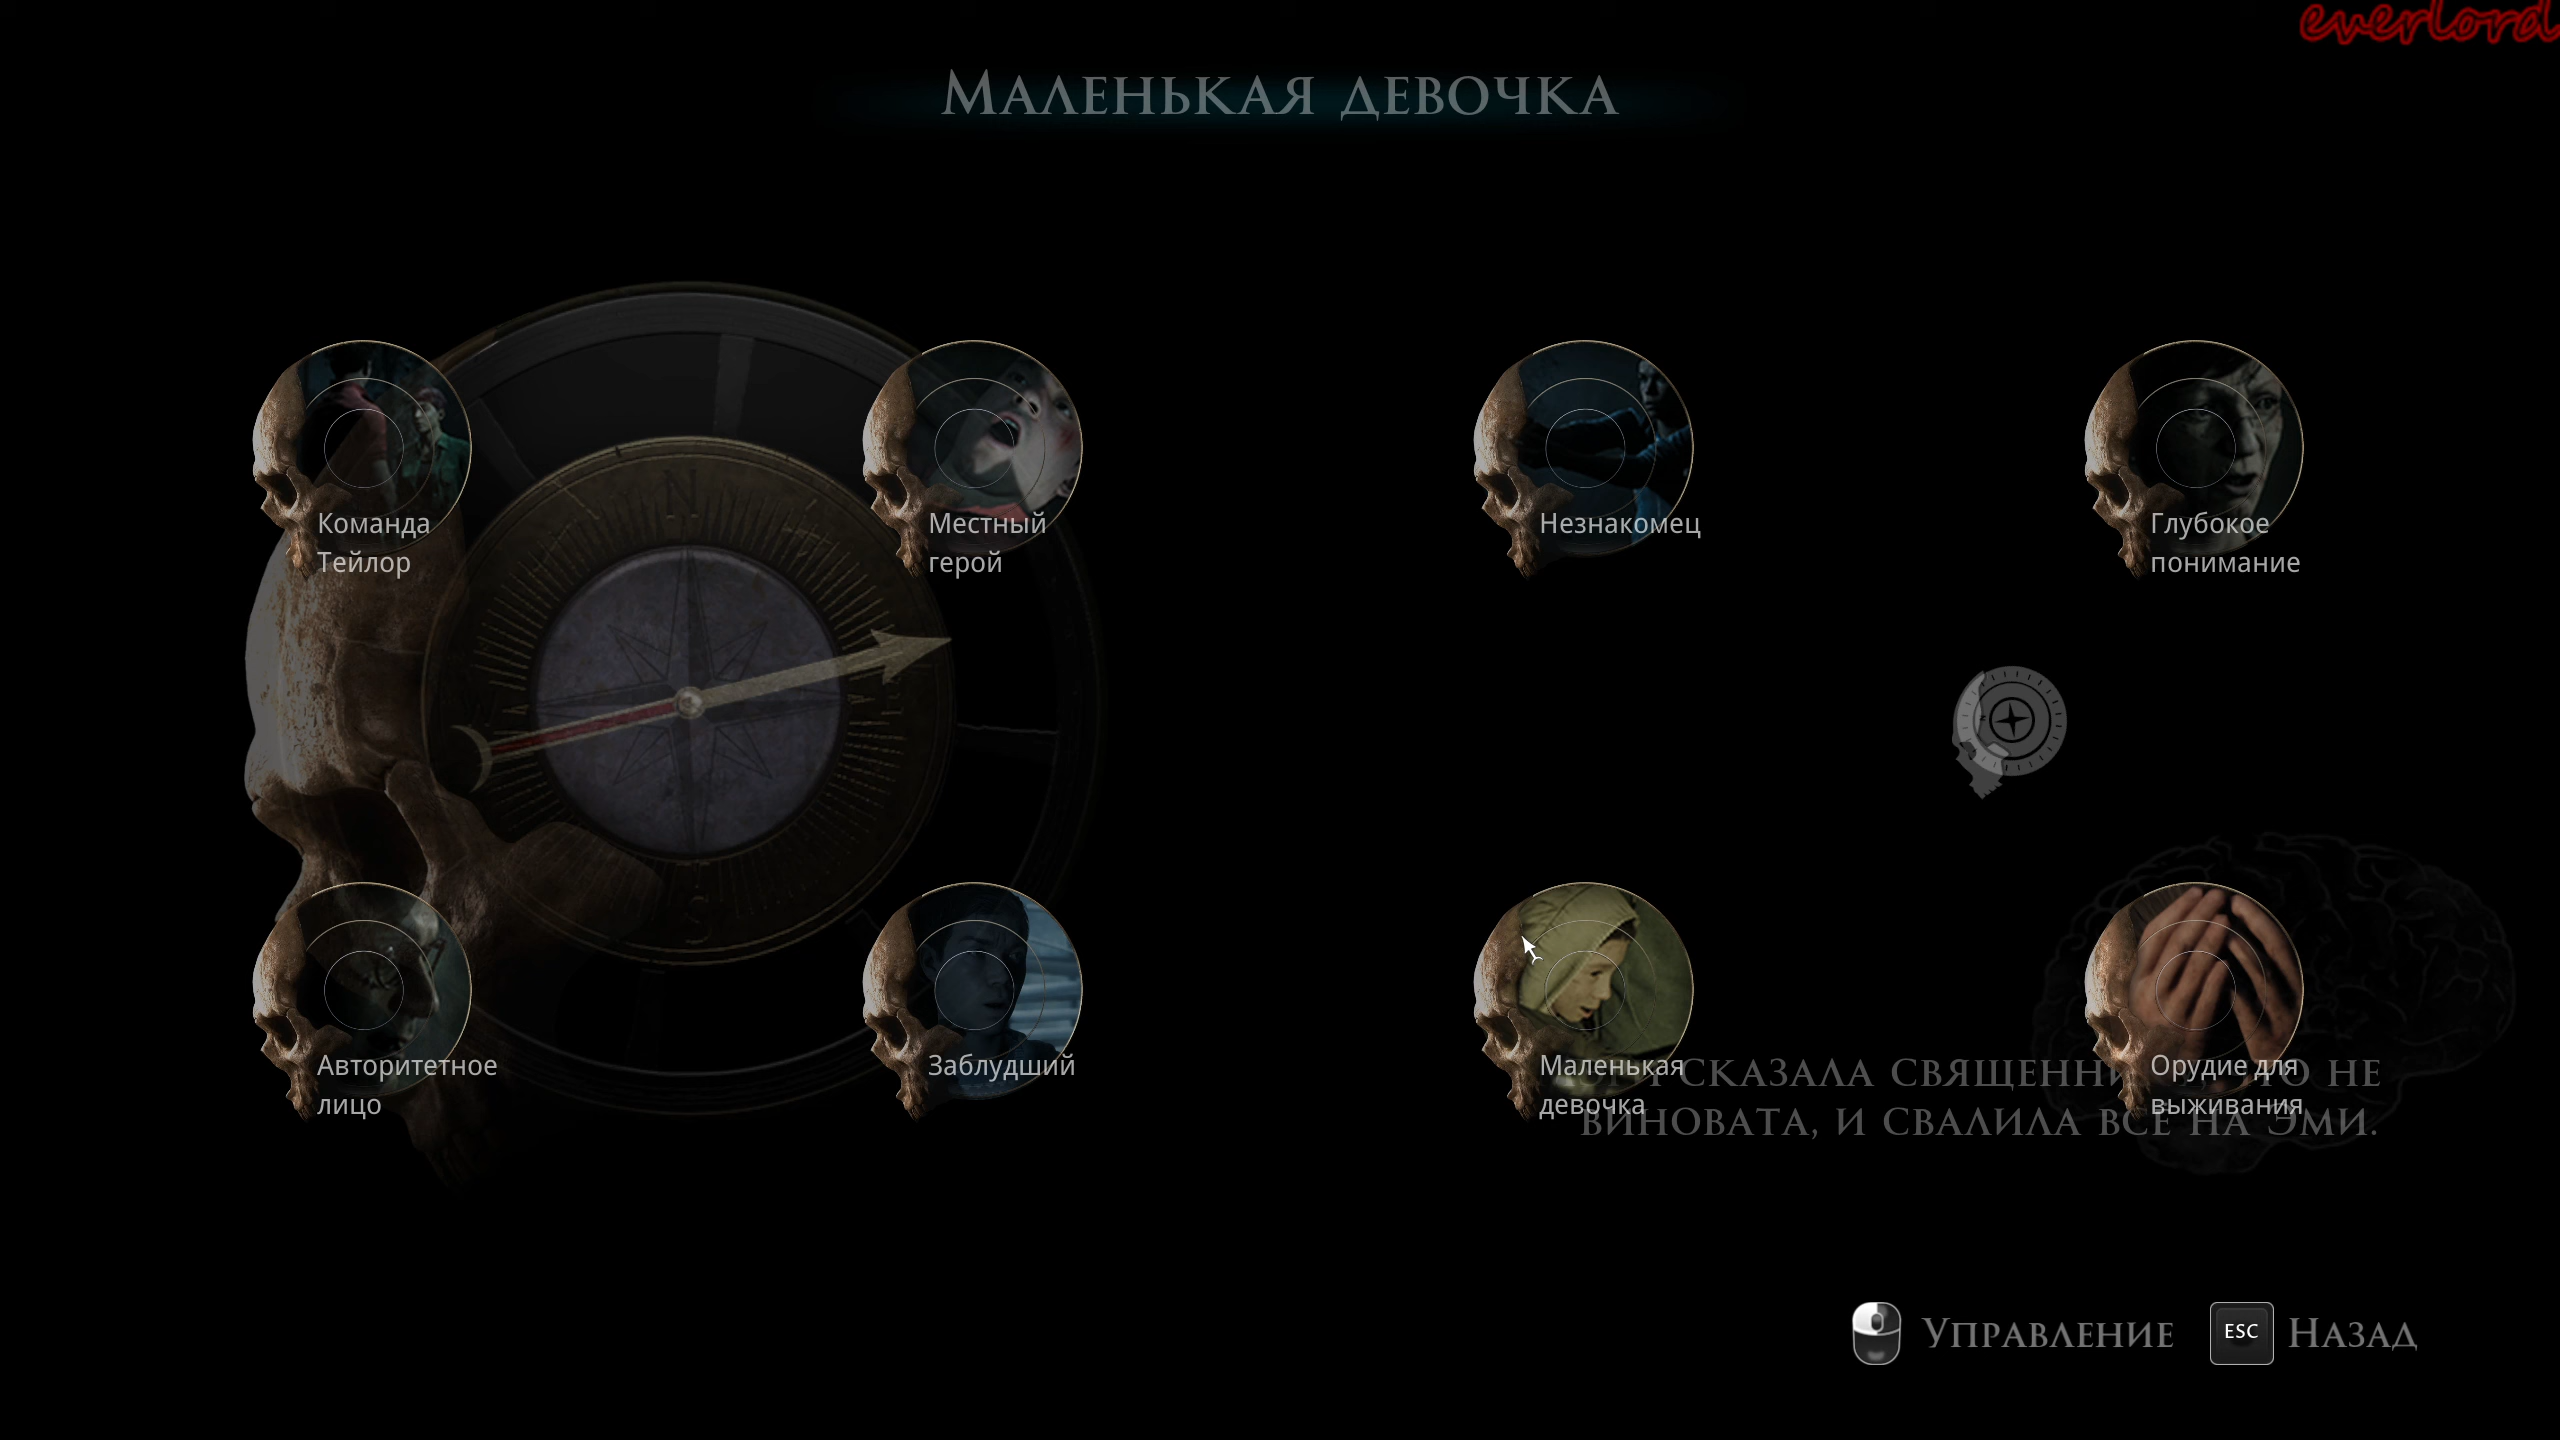 everlord
Маленькая девочка
N
Команда
Тейлор
Местный
герой
Незнакомец
Глубокое
понимание
S
Авторитетное
лицо
Заблудший
Маленькая
девочка
Орудие для
выживания
сказала не
виновата, и свалила все на Эми.
Управление
ESC Назад